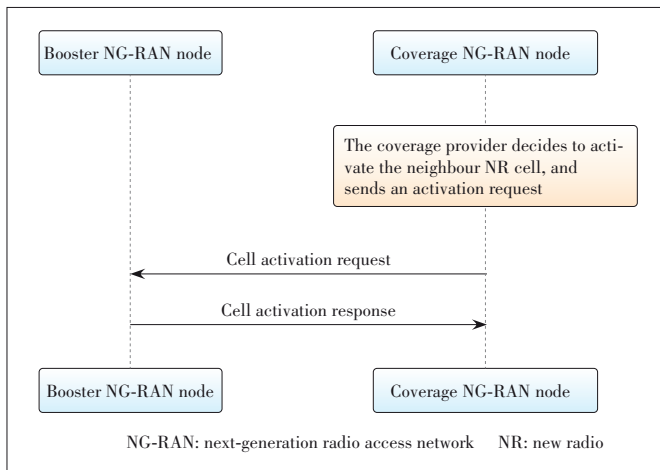 Booster NG-RAN node
Coverage NG-RAN node
The coverage provider decides to acti-
vate the neighbour NR cell, and
sends an activation request
Cell activation request
Cell activation response
Booster NG-RAN node
Coverage NG-RAN node
NG-RAN: next-generation radio access network NR: new radio